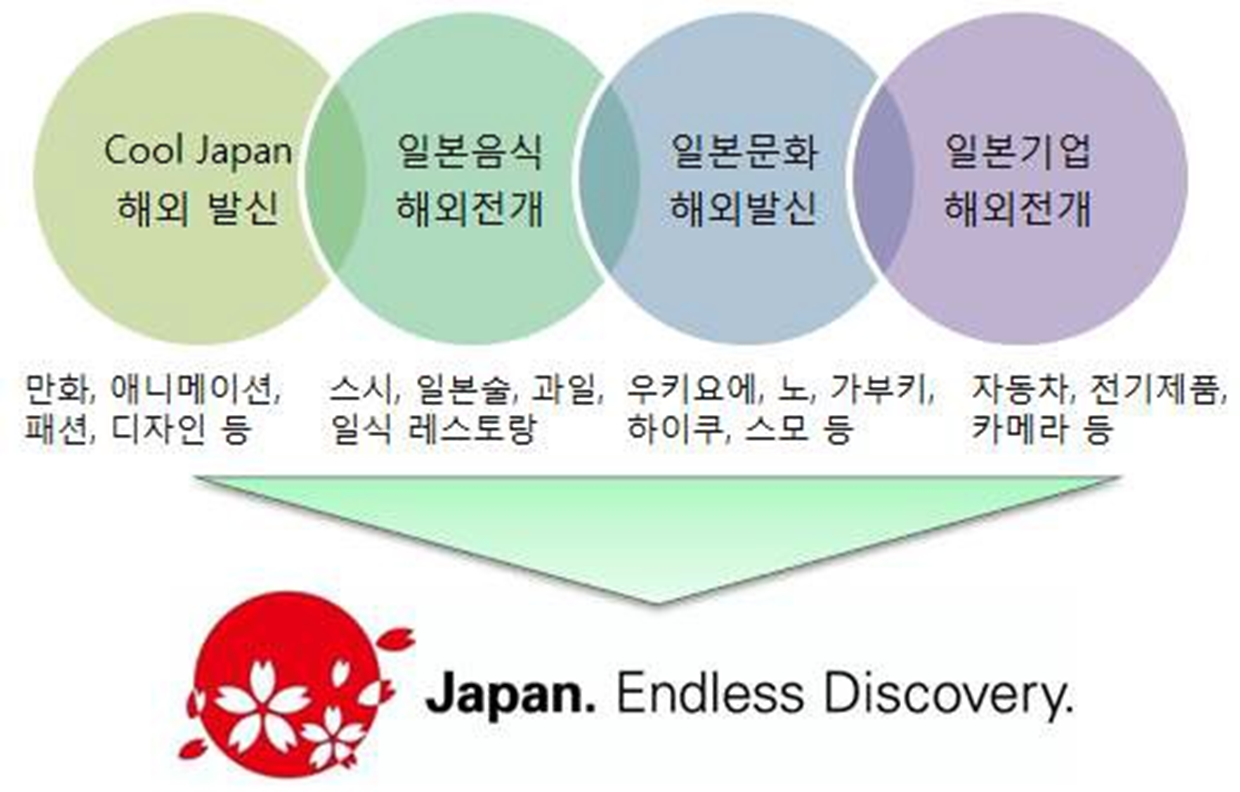 Cool Japan
해외 발신
일본음식
해외전개
일본문화
해외발신
일본기업
해외전개
만화, 애니메이션,
패션, 디자인 등
스시, 일본술, 과일,
일식 레스토랑
우키요에, 노, 가부키,
하이쿠, 스모 등
자동차, 전기제품,
카메라 등
Japan. Endless Discovery.